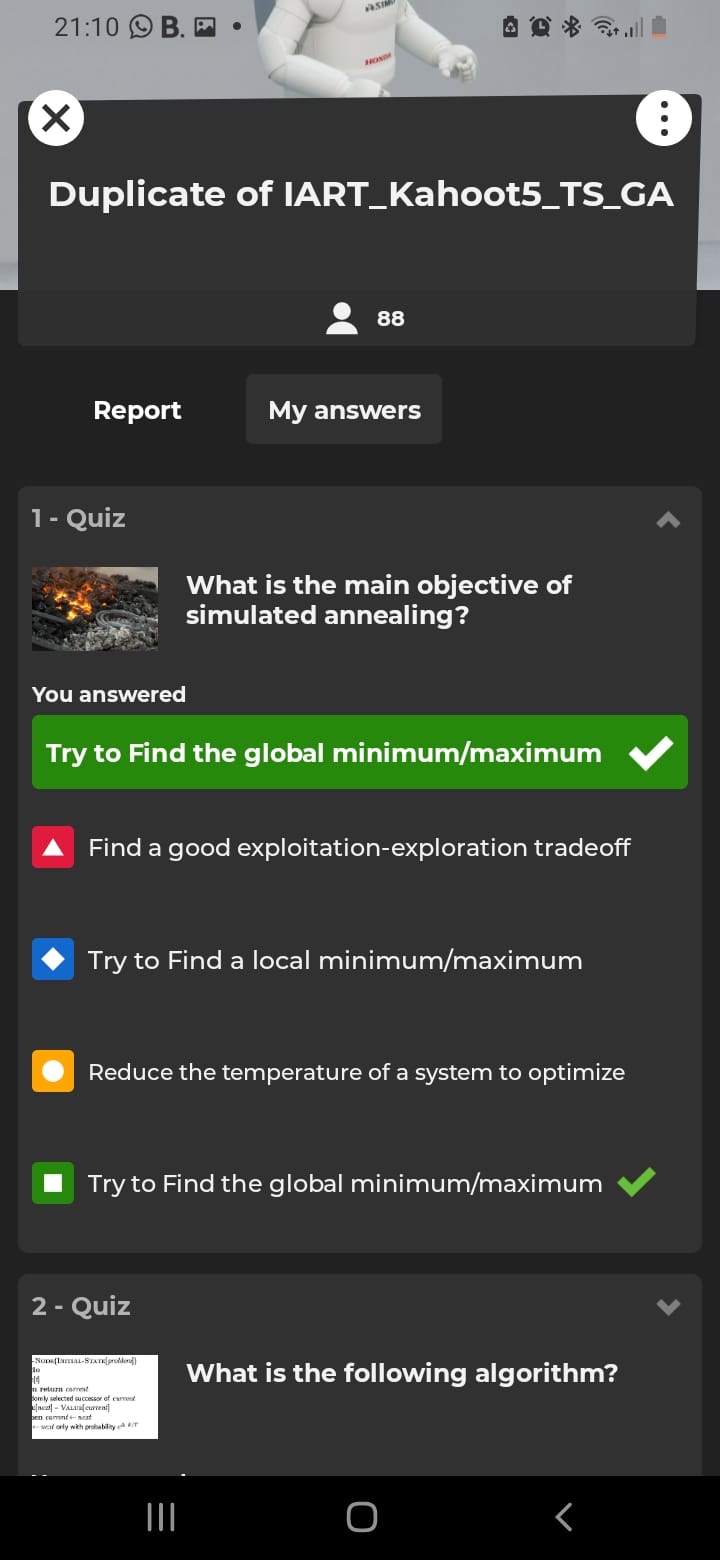 21:10 B.
ASIMO
HONDA
Duplicate of IART_Kahoot5_TS_GA
88
Report
My answers
1 - Quiz
What is the main objective of
simulated annealing?
You answered
Try to Find the global minimum/maximum
Find a good exploitation-exploration tradeoff
Try to Find a local minimum/maximum
Reduce the temperature of a system to optimize
Try to Find the global minimum/maximum
2 - Quiz
What is the following algorithm?
-NODE(INITIAL-STATE[problem])
do
n return current
domly selected successor of current
[next] – VALUE[current]
en current ← next
← next only with probability